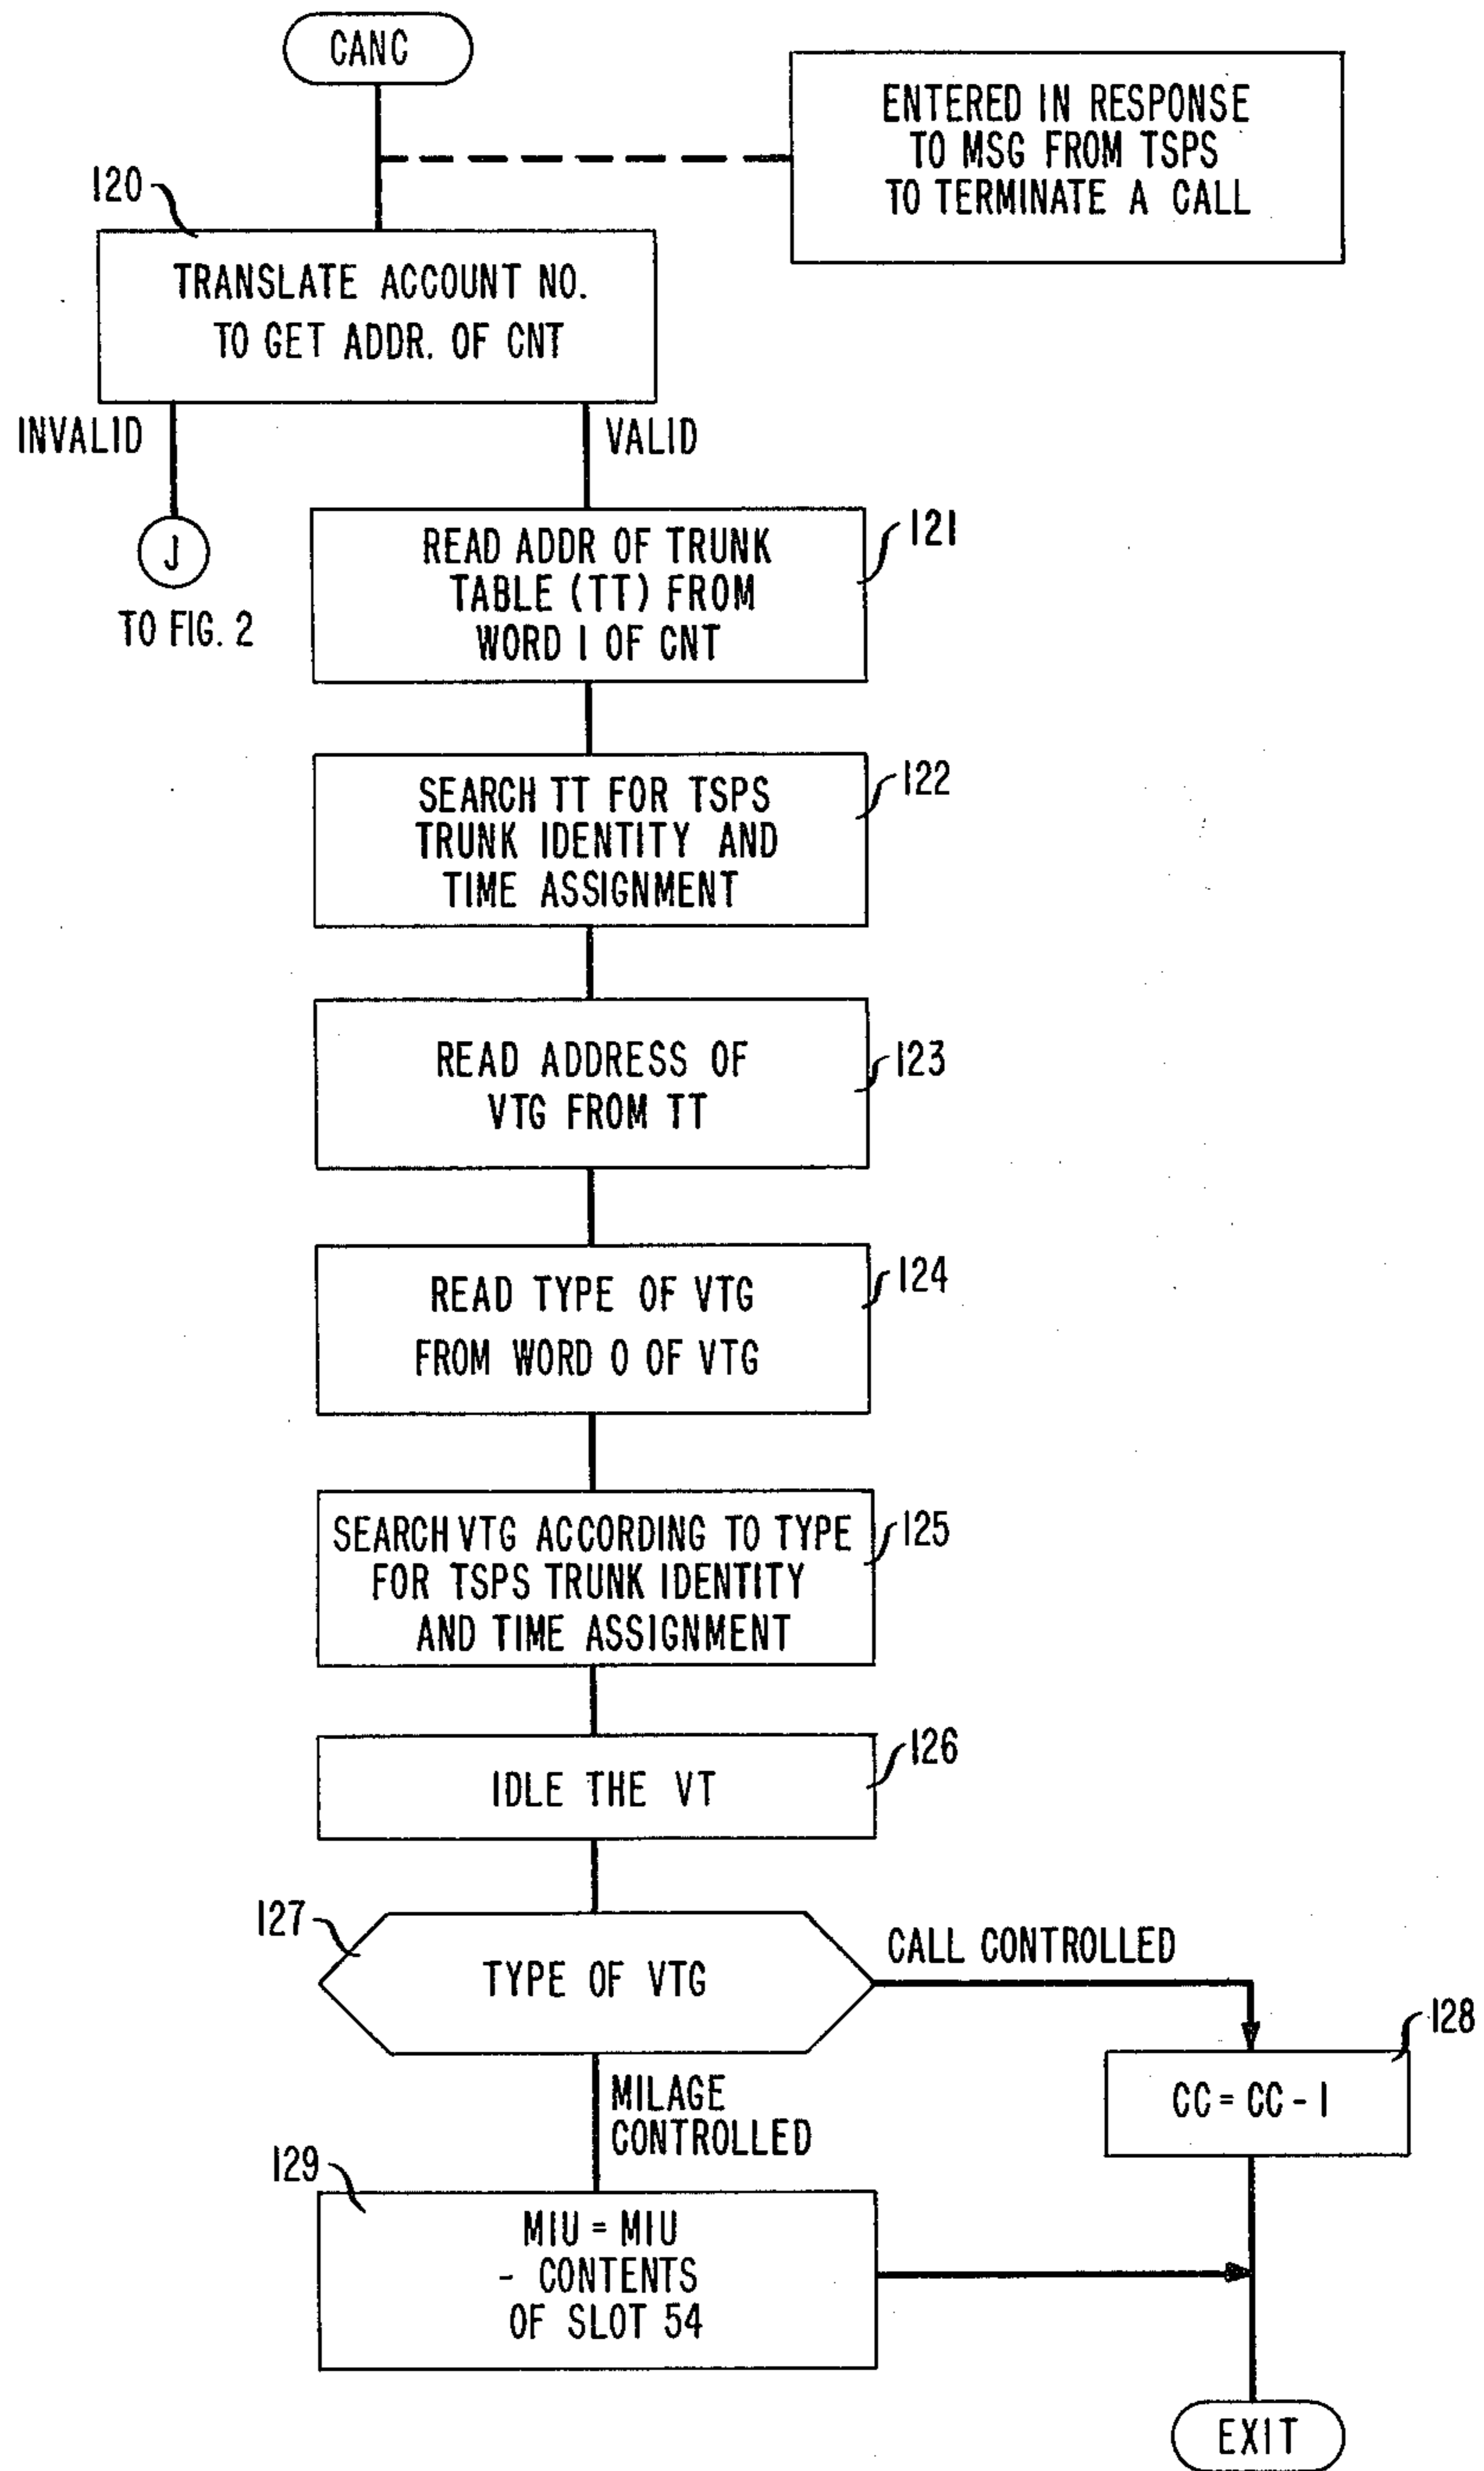 CANC
ENTERED IN RESPONSE
TO MSG FROM TSPS
TO TERMINATE A CALL
120
TRANSLATE ACCOUNT NO.
TO GET ADDR. OF CNT
INVALID
VALID
J
TO FIG. 2
READ ADDR OF TRUNK
TABLE (TT) FROM
WORD 1 OF CNT
121
SEARCH TT FOR TSPS
TRUNK IDENTITY AND
TIME ASSIGNMENT
122
READ ADDRESS OF
VTG FROM TT
123
READ TYPE OF VTG
FROM WORD 0 OF VTG
124
SEARCH VTG ACCORDING TO TYPE
FOR TSPS TRUNK IDENTITY
AND TIME ASSIGNMENT
125
IDLE THE VT
126
127
TYPE OF VTG
CALL CONTROLLED
128
CC = CC - 1
MILAGE
CONTROLLED
129
MIU = MIU
- CONTENTS
OF SLOT 54
EXIT